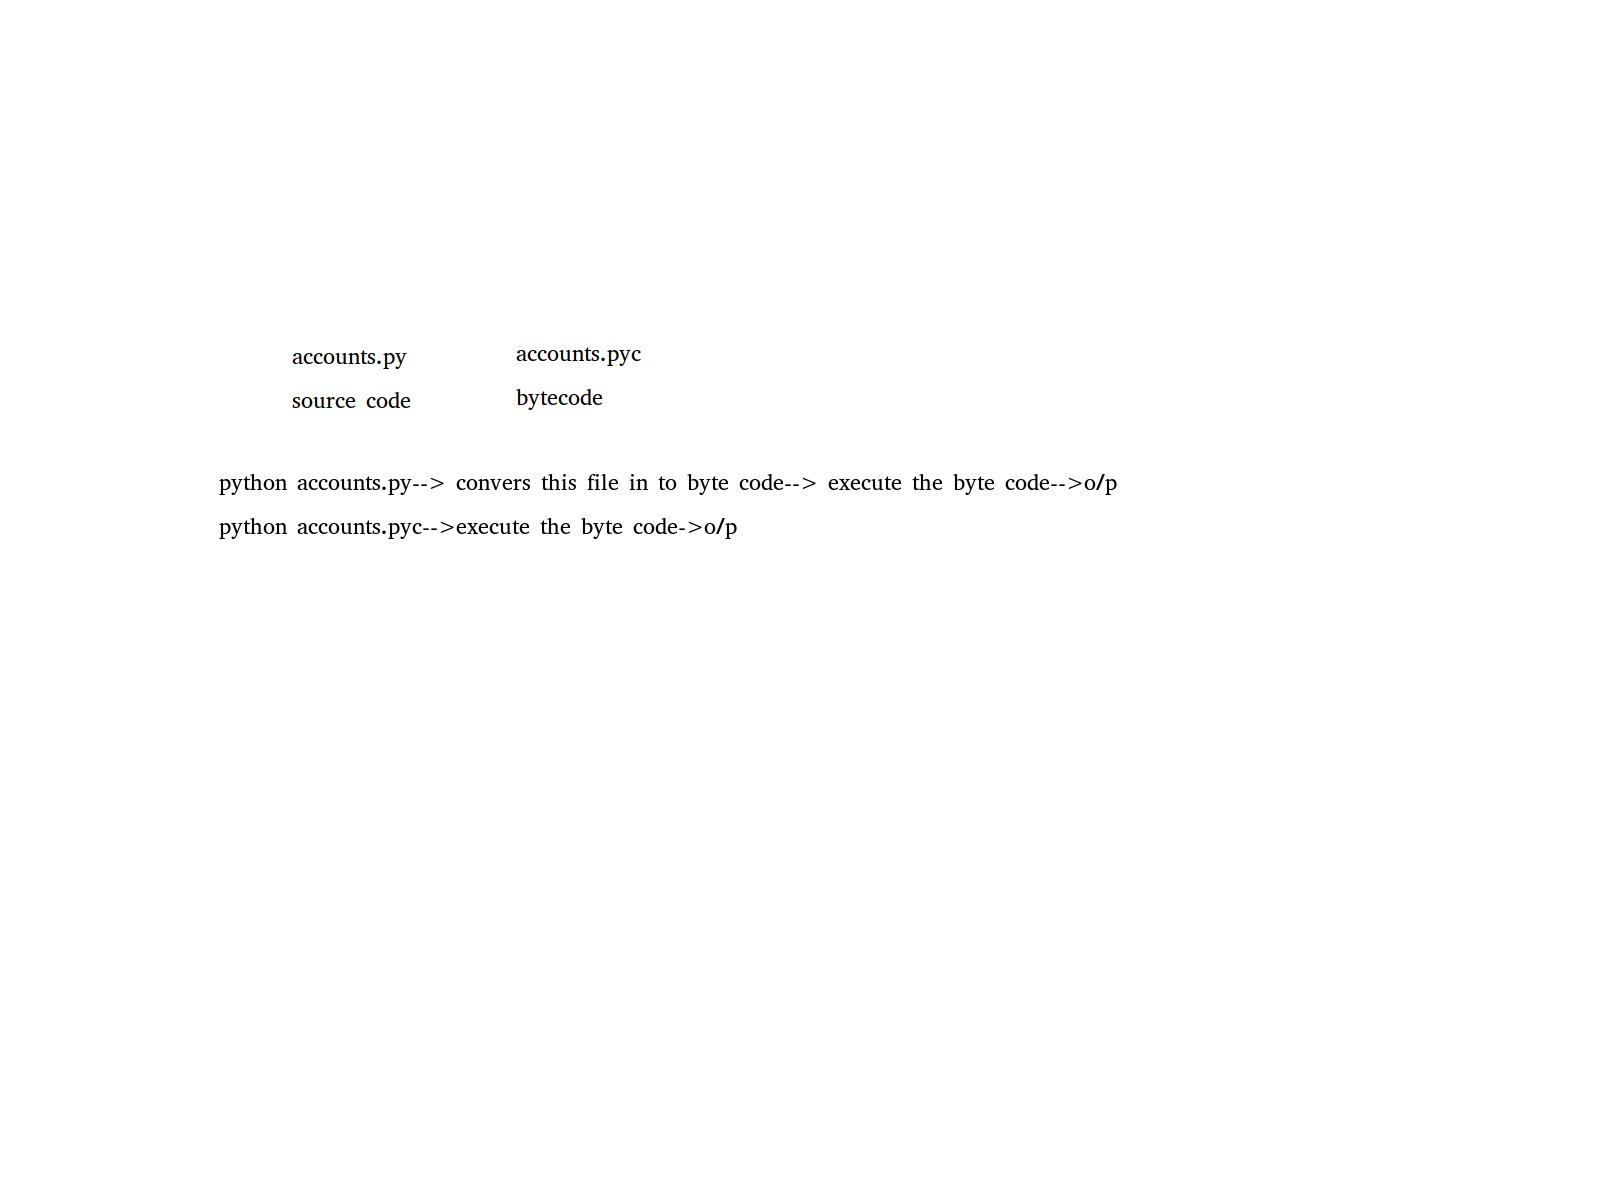 accounts.py
accounts.pyc
source code
bytecode
python accounts.py--> convers this file in to byte code--> execute the byte code-->o/p
python accounts.pyc-->execute the byte code->o/p